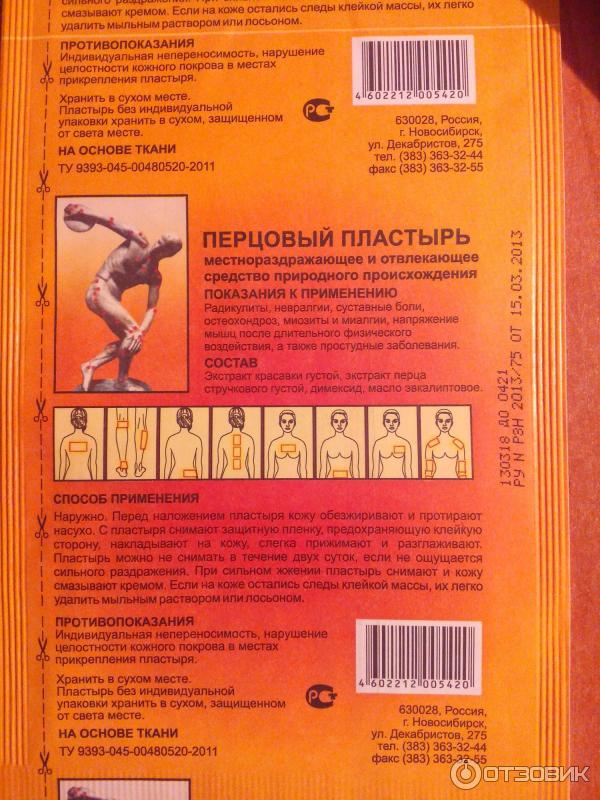 сильного раздражения. При сильном жжении пластырь снимают и кожу
смазывают кремом. Если на коже остались следы клейкой массы, их легко
удалить мыльным раствором или лосьоном.
ПРОТИВОПОКАЗАНИЯ
Индивидуальная непереносимость, нарушение
целостности кожного покрова в местах
прикрепления пластыря.
Хранить в сухом месте.
Пластырь без индивидуальной
упаковки хранить в сухом, защищенном
от света месте.
НА ОСНОВЕ ТКАНИ
ТУ 9393-045-00480520-2011
4 602212 005420
РСТ
630028, Россия,
г. Новосибирск,
ул. Декабристов, 275
тел. (383) 363-32-44
факс (383) 363-32-55
ПЕРЦОВЫЙ ПЛАСТЫРЬ
местнораздражающее и отвлекающее
средство природного происхождения
ПОКАЗАНИЯ К ПРИМЕНЕНИЮ
Радикулиты, невралгии, суставные боли,
остеохондроз, миозиты и миалгии, напряжение
мышц после длительного физического
воздействия, а также простудные заболевания.
СОСТАВ
Экстракт красавки густой, экстракт перца
стручкового густой, димексид, масло эвкалиптовое.
130318 ДО 0421
РУ N РЗН 2013/75 ОТ 15.03.2013
СПОСОБ ПРИМЕНЕНИЯ
Наружно. Перед наложением пластыря кожу обезжиривают и протирают
насухо. С пластыря снимают защитную пленку, предохраняющую клейкую
сторону, накладывают на кожу, слегка прижимают и разглаживают.
Пластырь можно не снимать в течение двух суток, если не ощущается
сильного раздражения. При сильном жжении пластырь снимают и кожу
смазывают кремом. Если на коже остались следы клейкой массы, их легко
удалить мыльным раствором или лосьоном.
ПРОТИВОПОКАЗАНИЯ
Индивидуальная непереносимость, нарушение
целостности кожного покрова в местах
прикрепления пластыря.
Хранить в сухом месте.
Пластырь без индивидуальной
упаковки хранить в сухом, защищенном
от света месте.
НА ОСНОВЕ ТКАНИ
ТУ 9393-045-00480520-2011
4 602212 005420
РСТ
630028, Россия,
г. Новосибирск,
ул. Декабристов, 275
тел. (383) 363-32-44
факс (383) 363-32-55
ОТЗОВИК